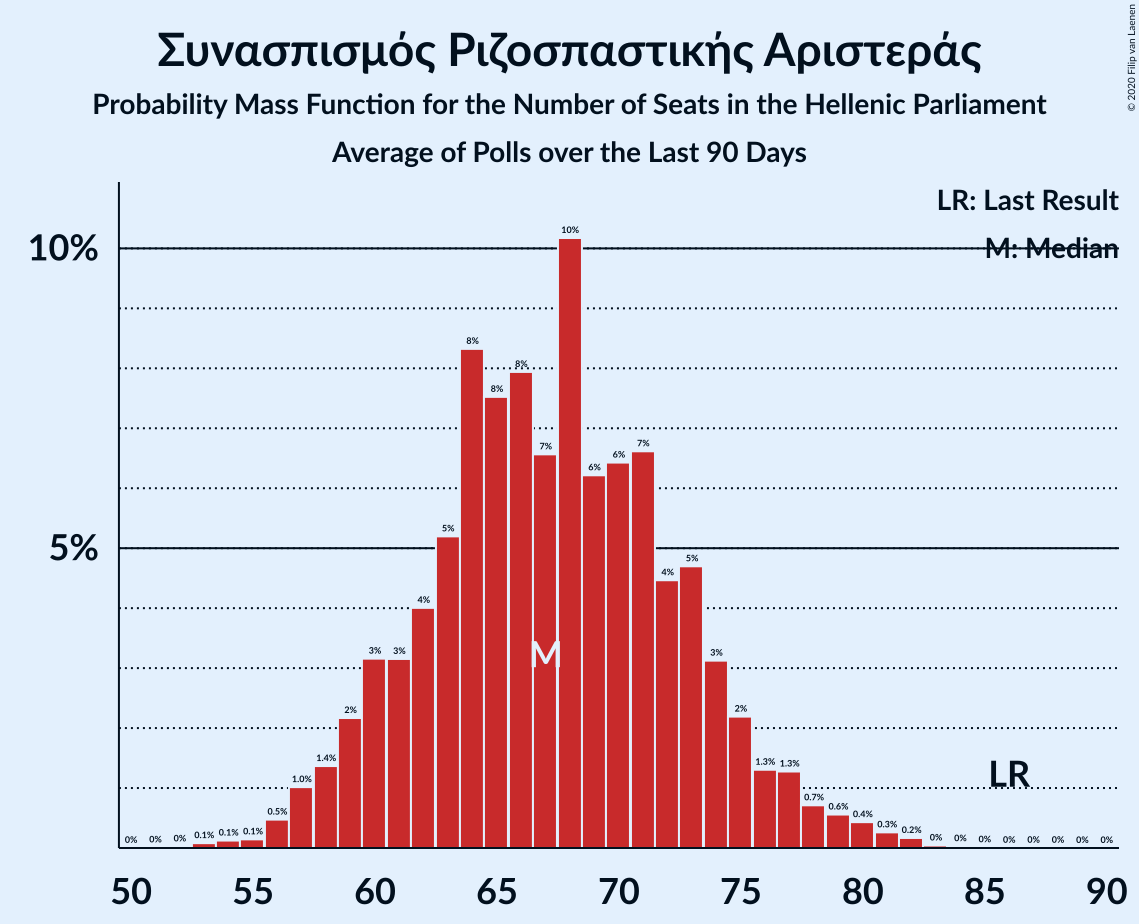 Συνασπισμός Ριζοσπαστικής Αριστεράς
Probability Mass Function for the Number of Seats in the Hellenic Parliament
Average of Polls over the Last 90 Days
© 2020 Filip van Laenen
LR: Last Result
M: Median
10%
5%
0% 0% 0% 0.1% 0.1% 0.1% 0.5% 1.0% 1.4% 2% 3% 3% 4% 5% 8% 8% 8% 7% 10% 6% 6% 7% 4% 5% 3% 2% 1.3% 1.3% 0.7% 0.6% 0.4% 0.3% 0.2% 0% 0% 0% 0% 0% 0% 0% 0%
M
LR
50 55 60 65 70 75 80 85 90